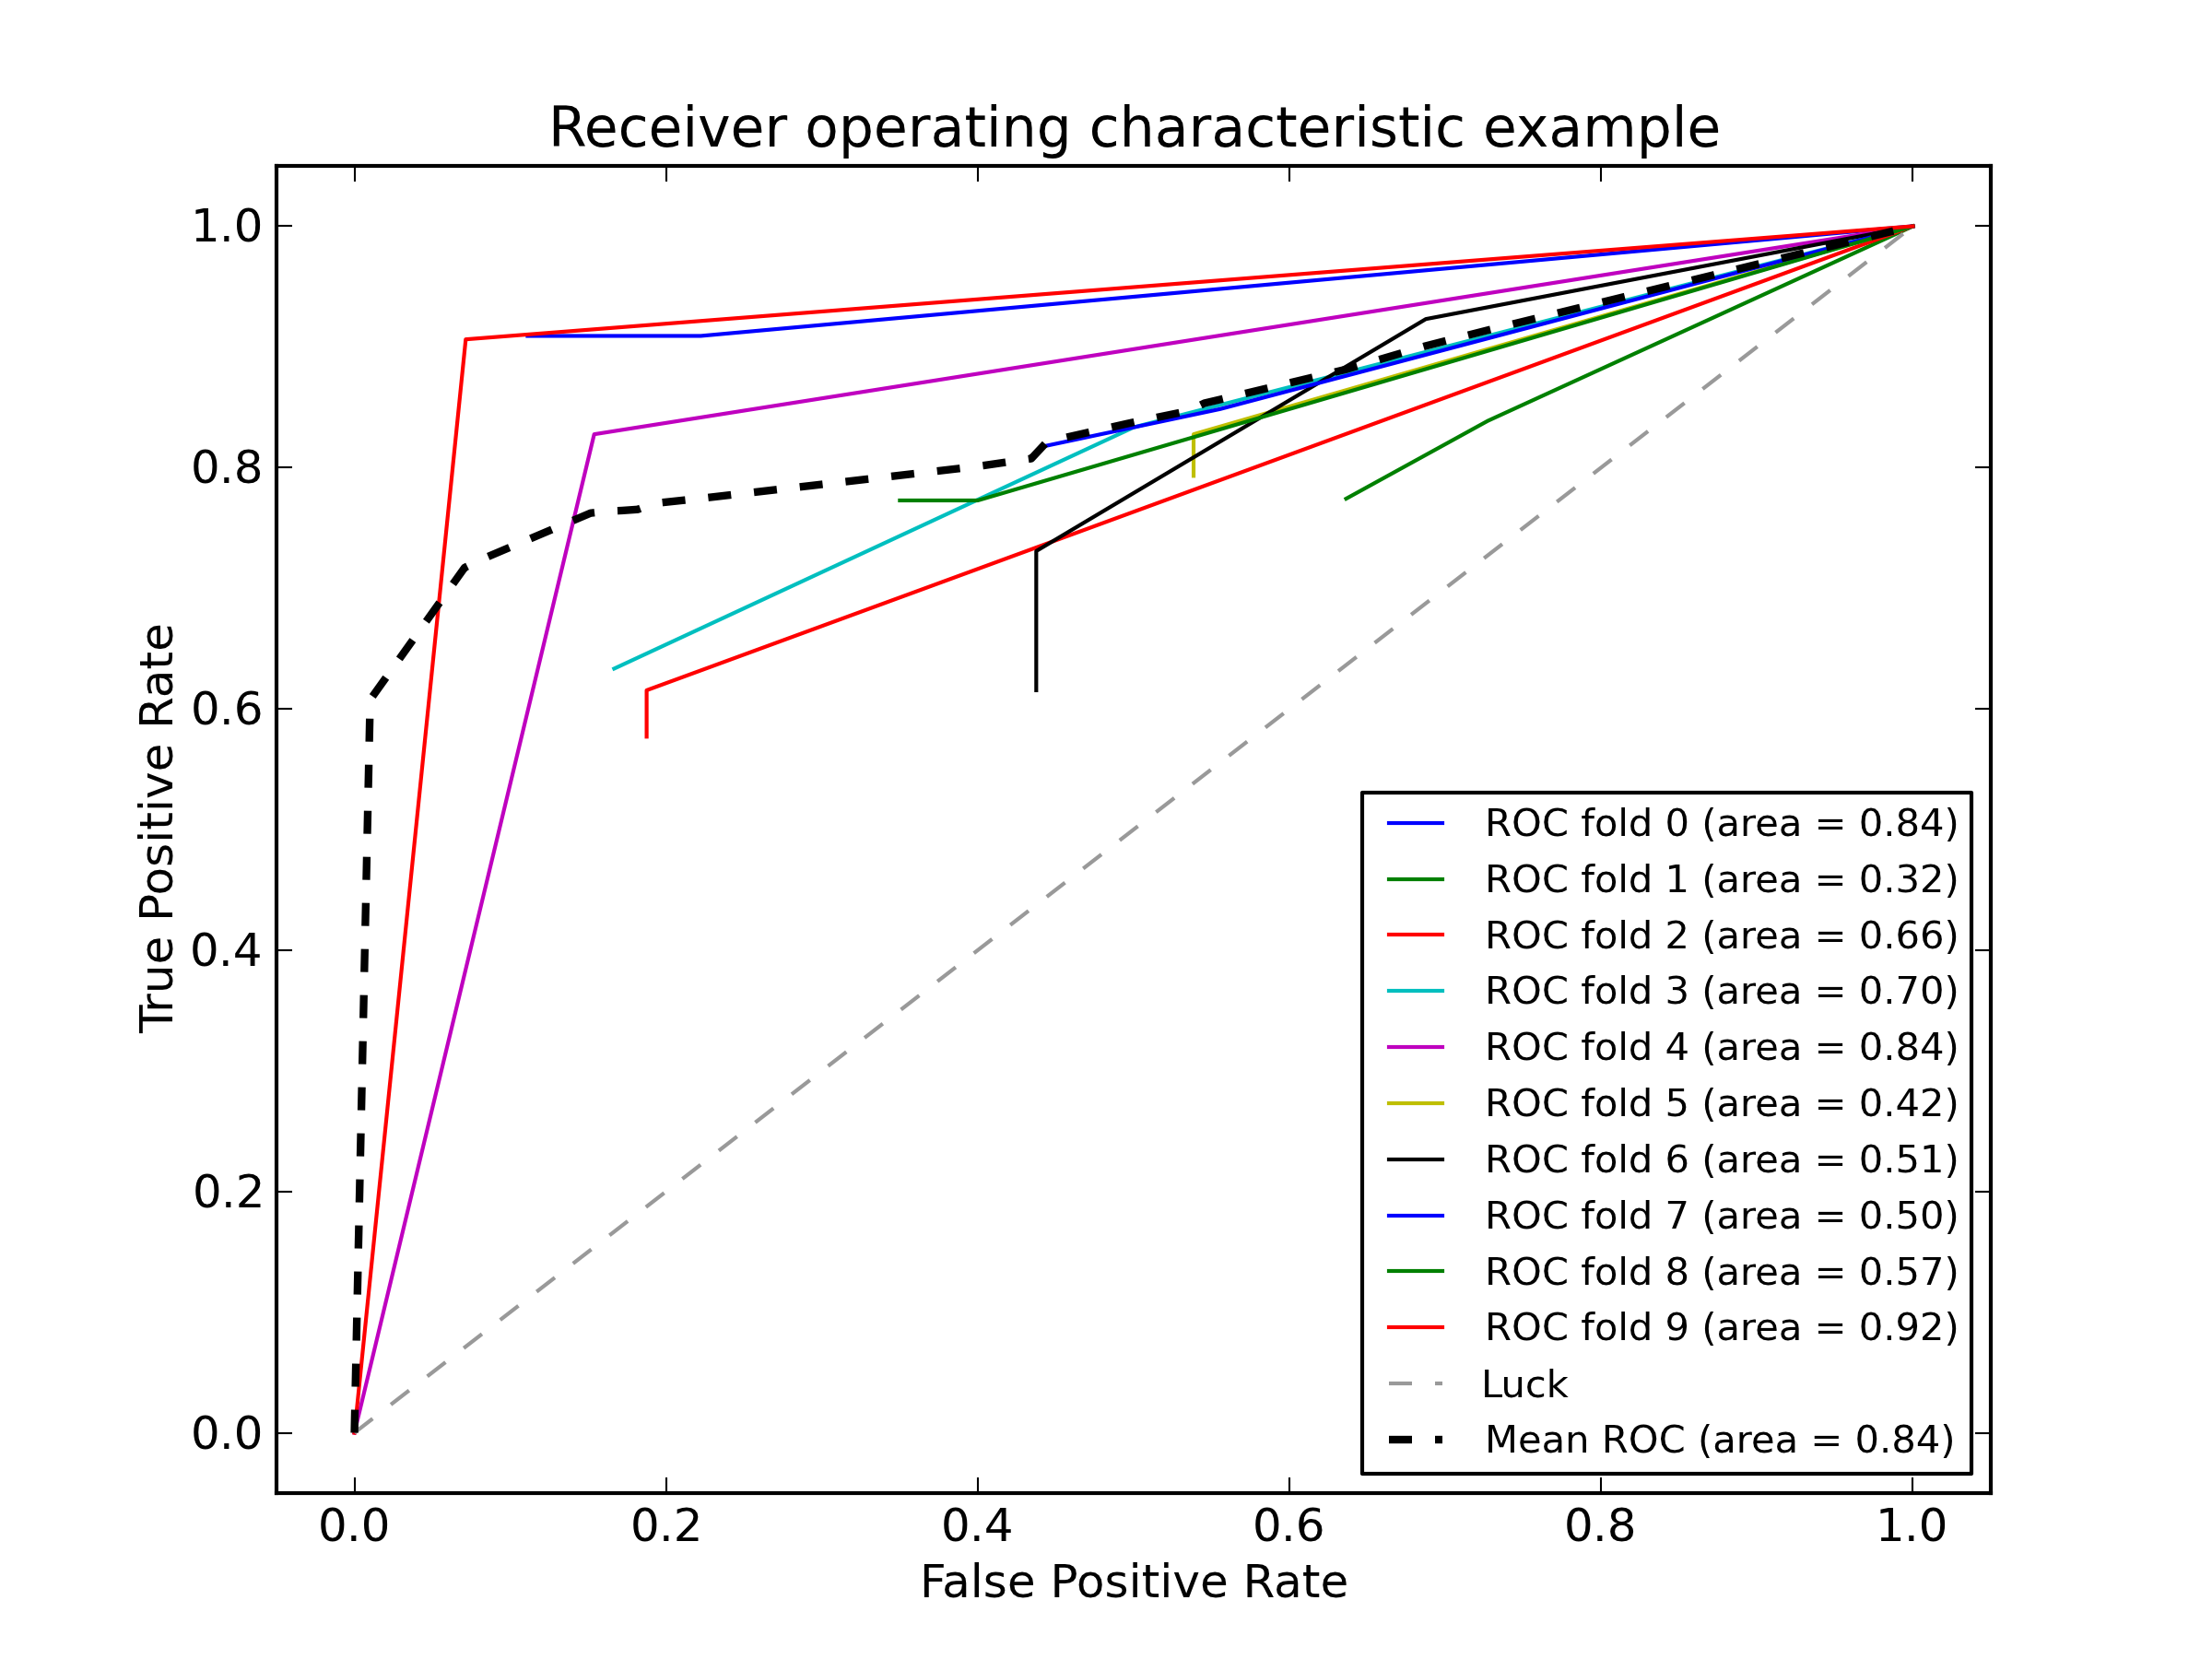 Receiver operating characteristic example
1.0
0.8
0.6
0.4
0.2
0.0
True Positive Rate
ROC fold 0 (area = 0.84)
ROC fold 1 (area = 0.32)
ROC fold 2 (area = 0.66)
ROC fold 3 (area = 0.70)
ROC fold 4 (area = 0.84)
ROC fold 5 (area = 0.42)
ROC fold 6 (area = 0.51)
ROC fold 7 (area = 0.50)
ROC fold 8 (area = 0.57)
ROC fold 9 (area = 0.92)
Luck
Mean ROC (area = 0.84)
0.0 0.2 0.4 0.6 0.8 1.0
False Positive Rate